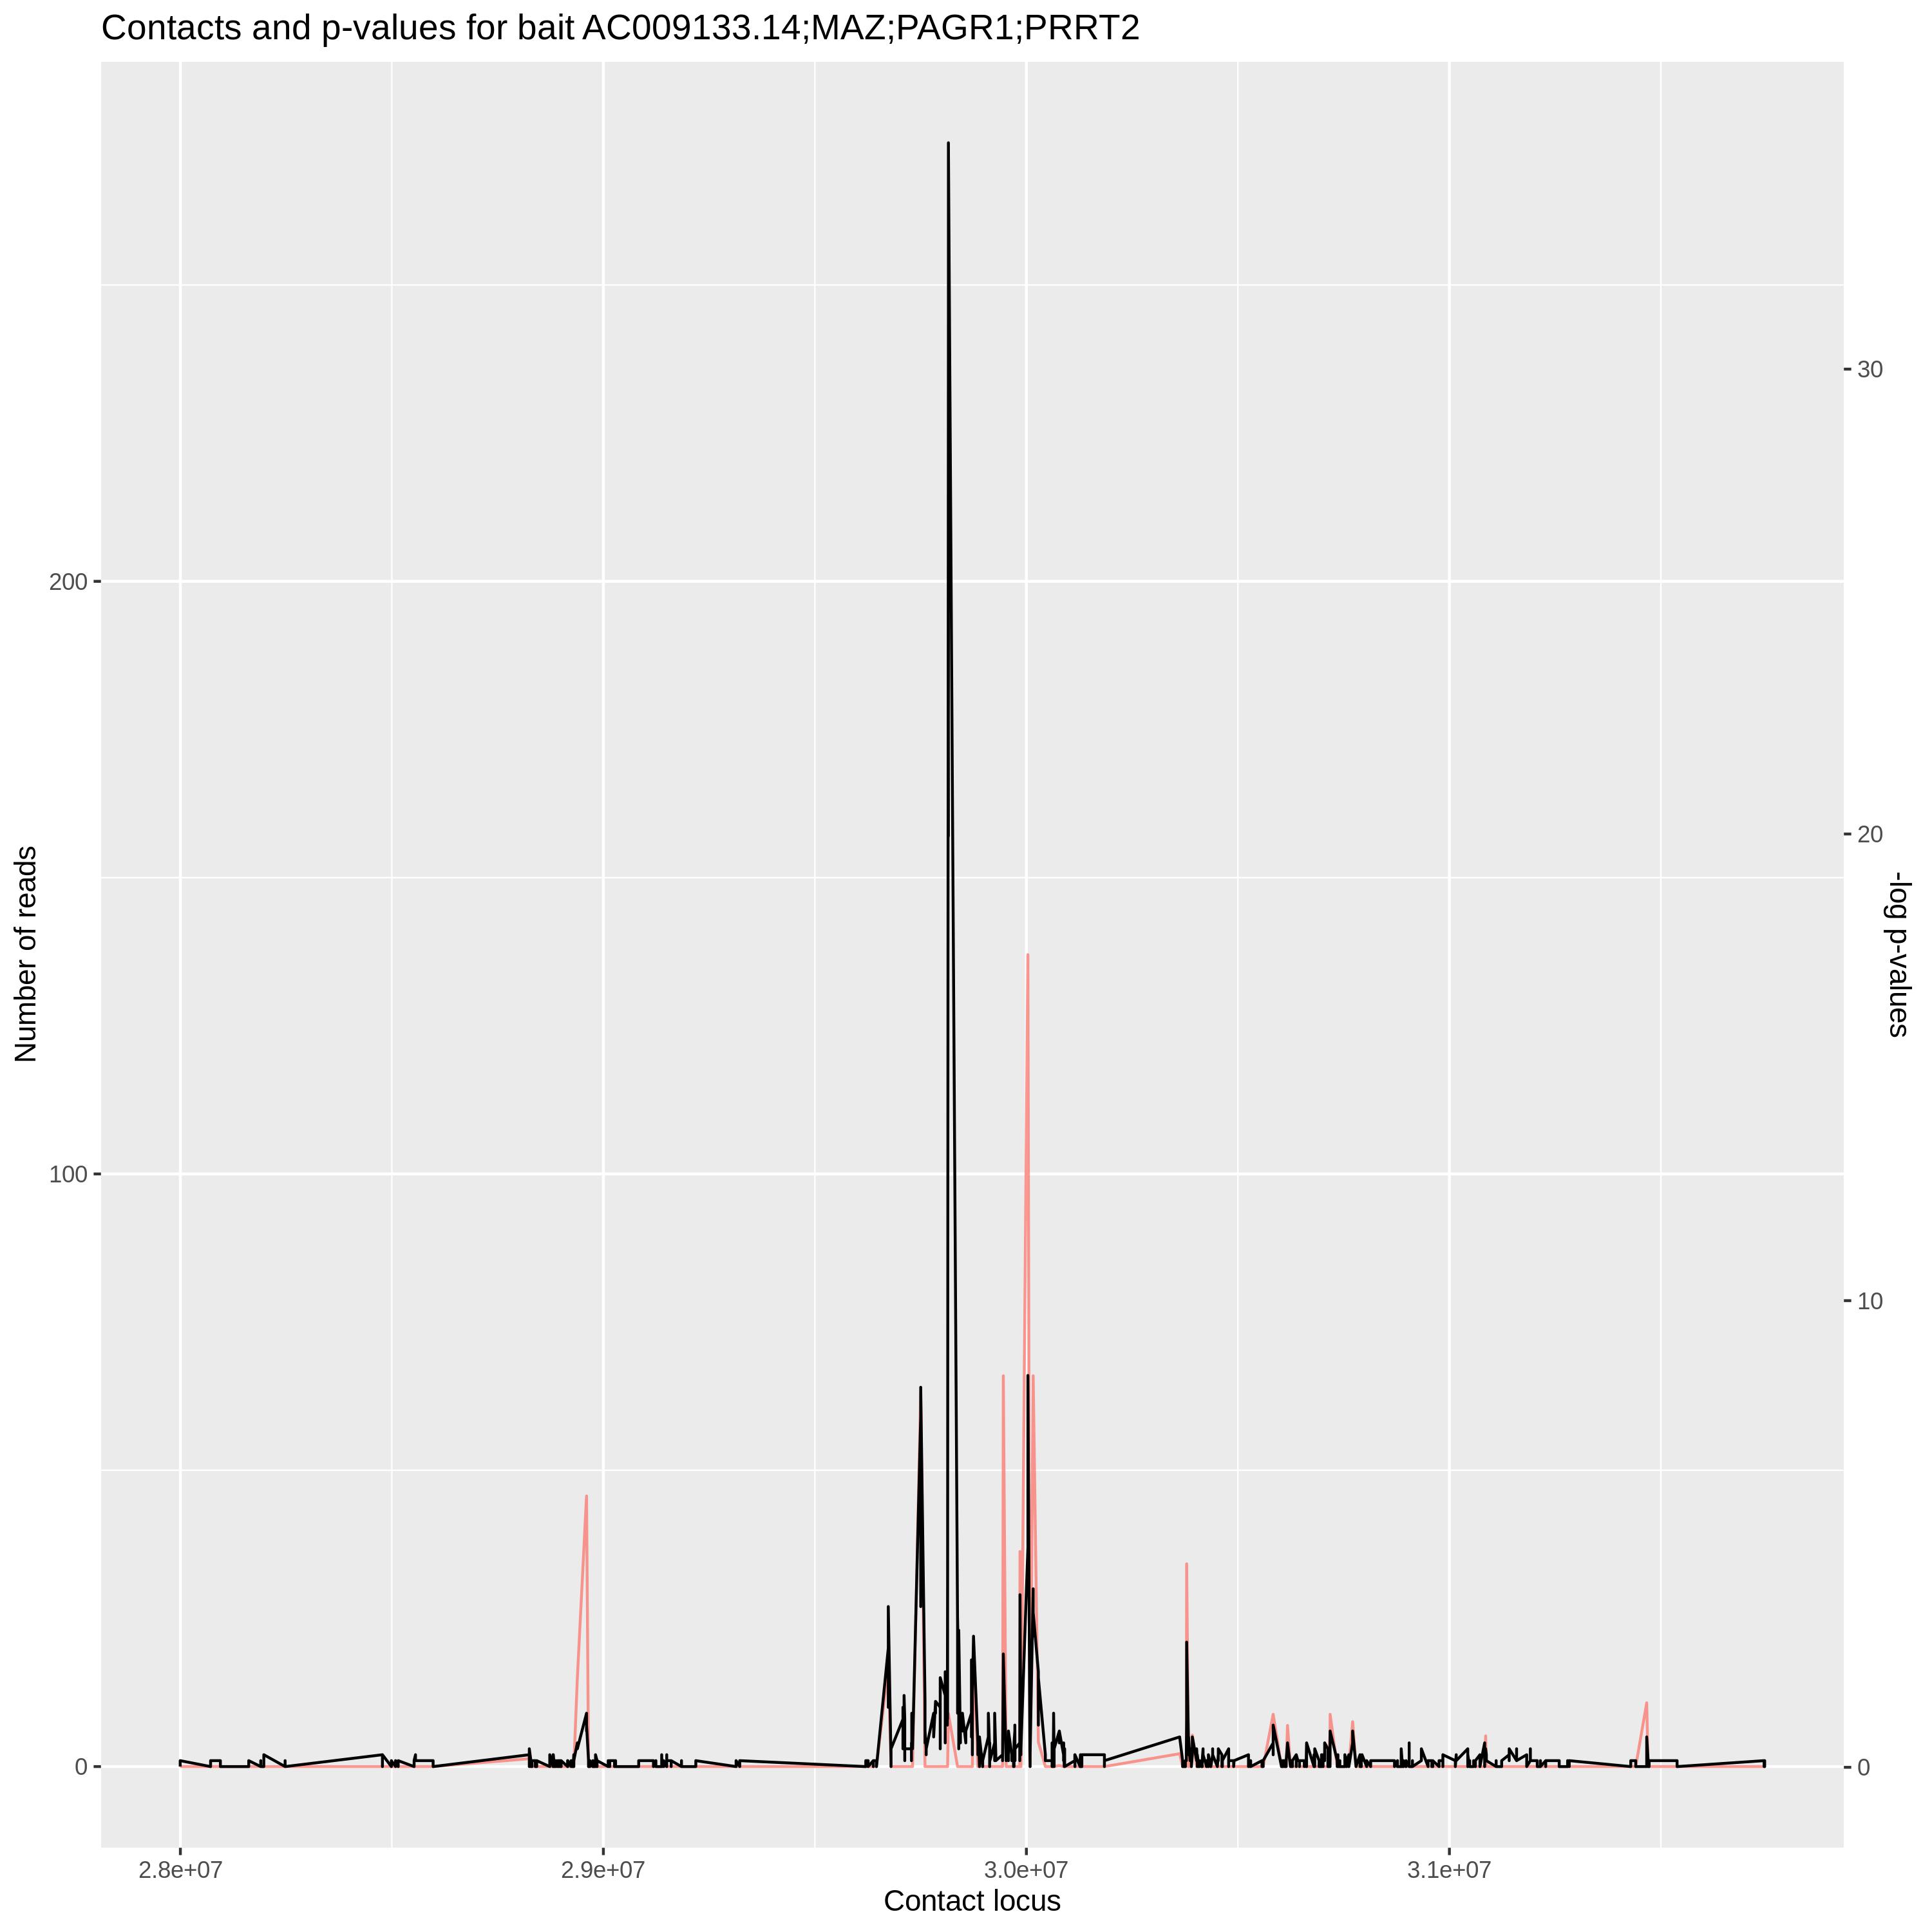 Contacts and p-values for bait AC009133.14;MAZ;PAGR1;PRRT2
Number of reads
200
100
0
30
20
10
0
-log p-values
2.8e+07
2.9e+07
3.0e+07
3.1e+07
Contact locus